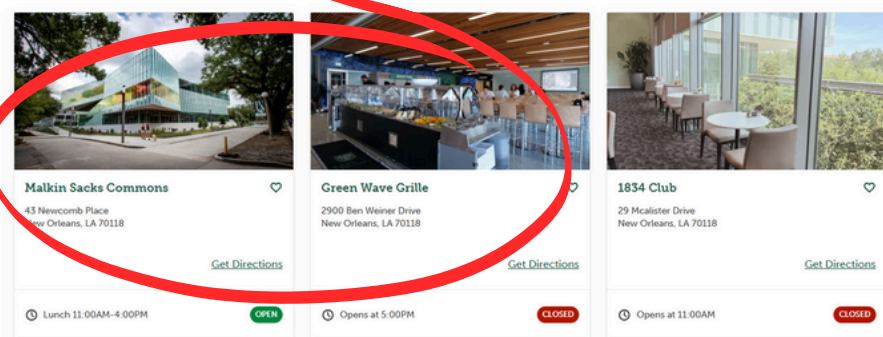 Malkin Sacks Commons
43 Newcomb Place
New Orleans, LA 70118
Get Directions
Lunch 11:00AM-4:00PM
OPEN
Green Wave Grille
2900 Ben Weiner Drive
New Orleans, LA 70118
Get Directions
Opens at 5:00PM
CLOSED
1834 Club
29 Mcalister Drive
New Orleans, LA 70118
Get Directions
Opens at 11:00AM
CLOSED